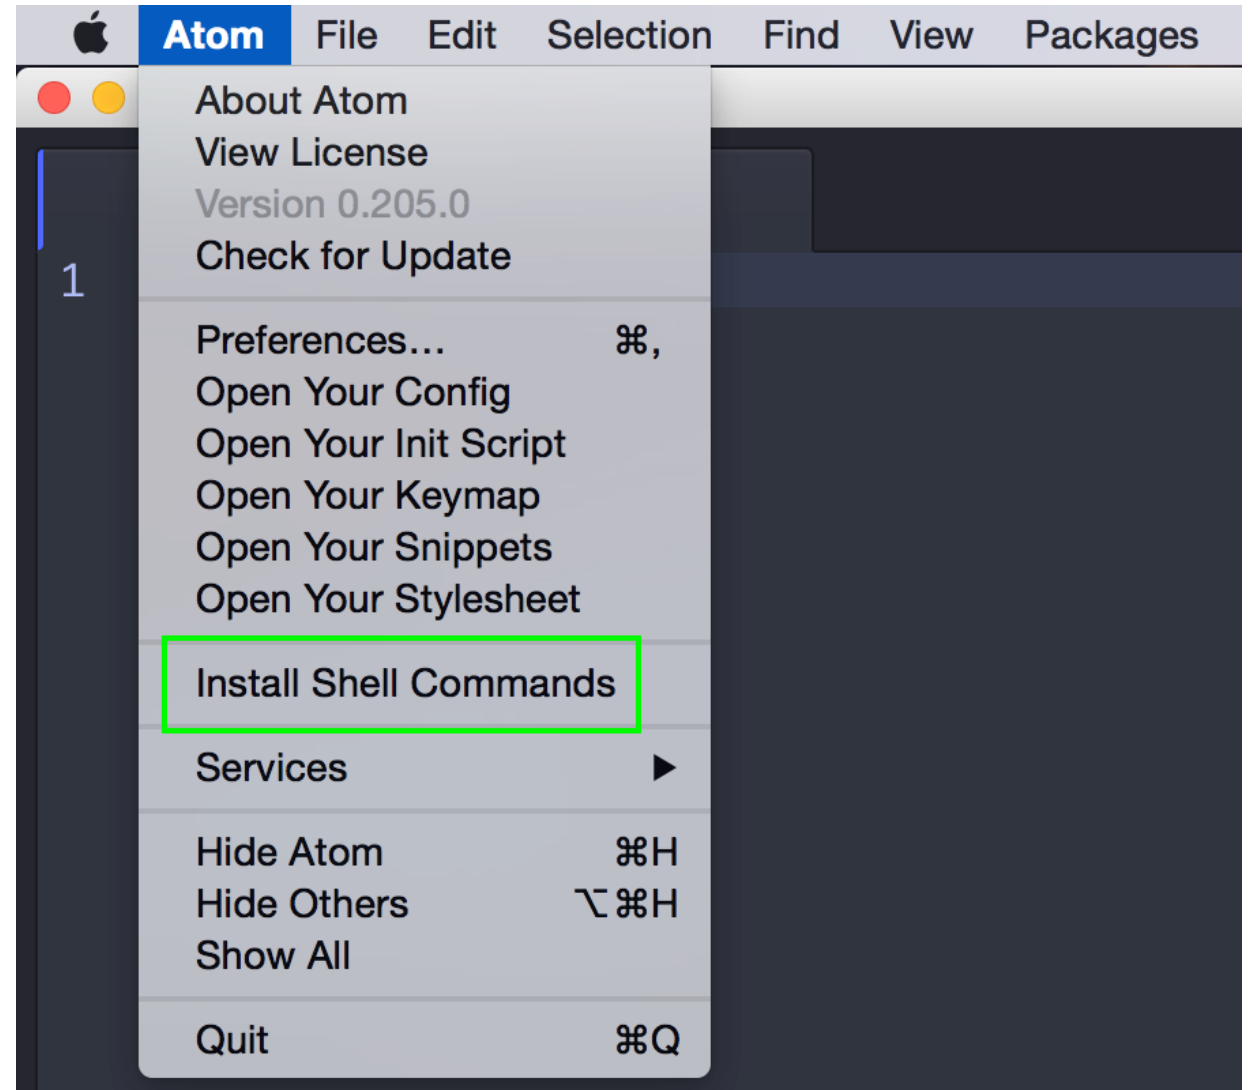 Atom File Edit Selection Find View Packages
About Atom
View License
Version 0.205.0
Check for Update
1
Preferences... ⌘,
Open Your Config
Open Your Init Script
Open Your Keymap
Open Your Snippets
Open Your Stylesheet
Install Shell Commands
Services ▶
Hide Atom ⌘H
Hide Others ⌥⌘H
Show All
Quit ⌘Q